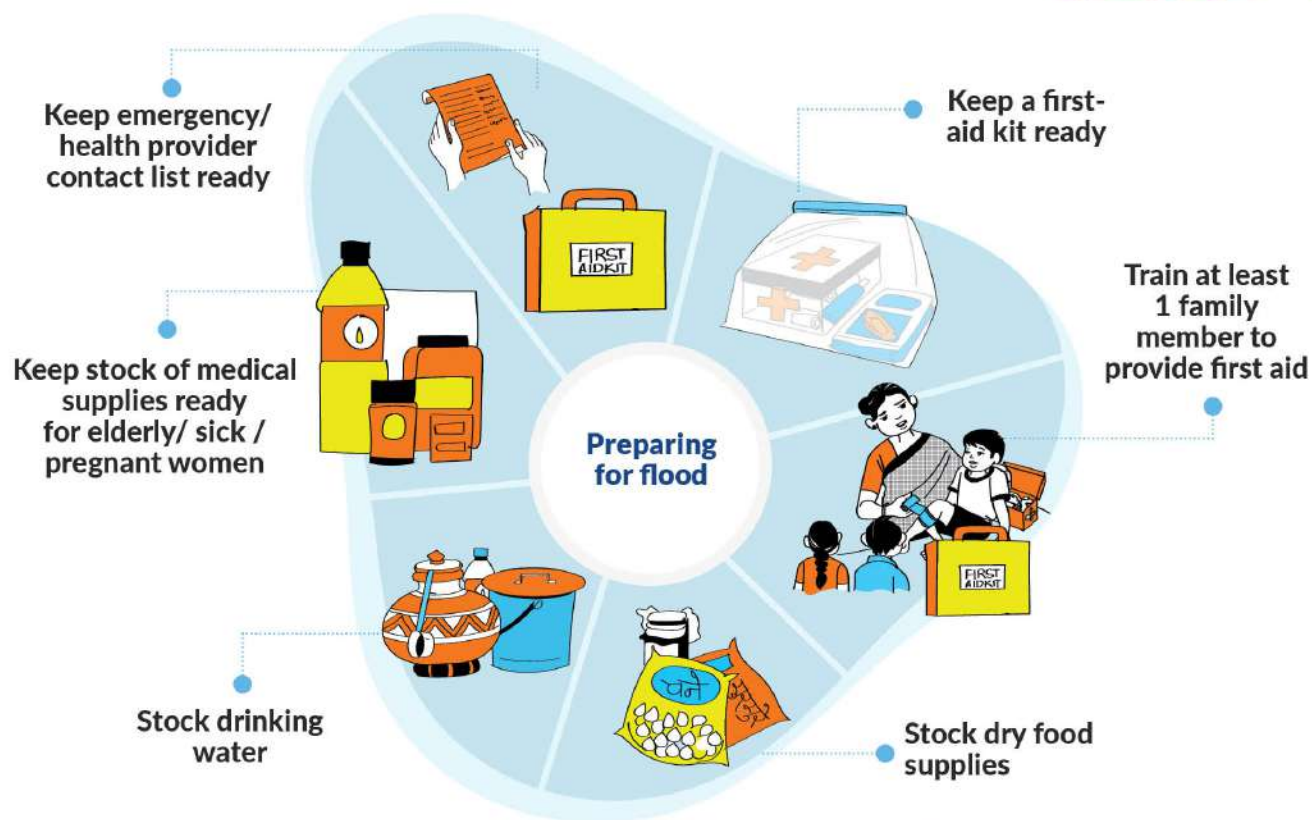 Keep emergency/
health provider
contact list ready
Keep a first-
aid kit ready
FIRST
AIDKIT
Train at least
1 family
member to
provide first aid
Keep stock of medical
supplies ready
for elderly/ sick /
pregnant women
Preparing
for flood
FIRST
AIDKIT
चने
Stock drinking
water
Stock dry food
supplies